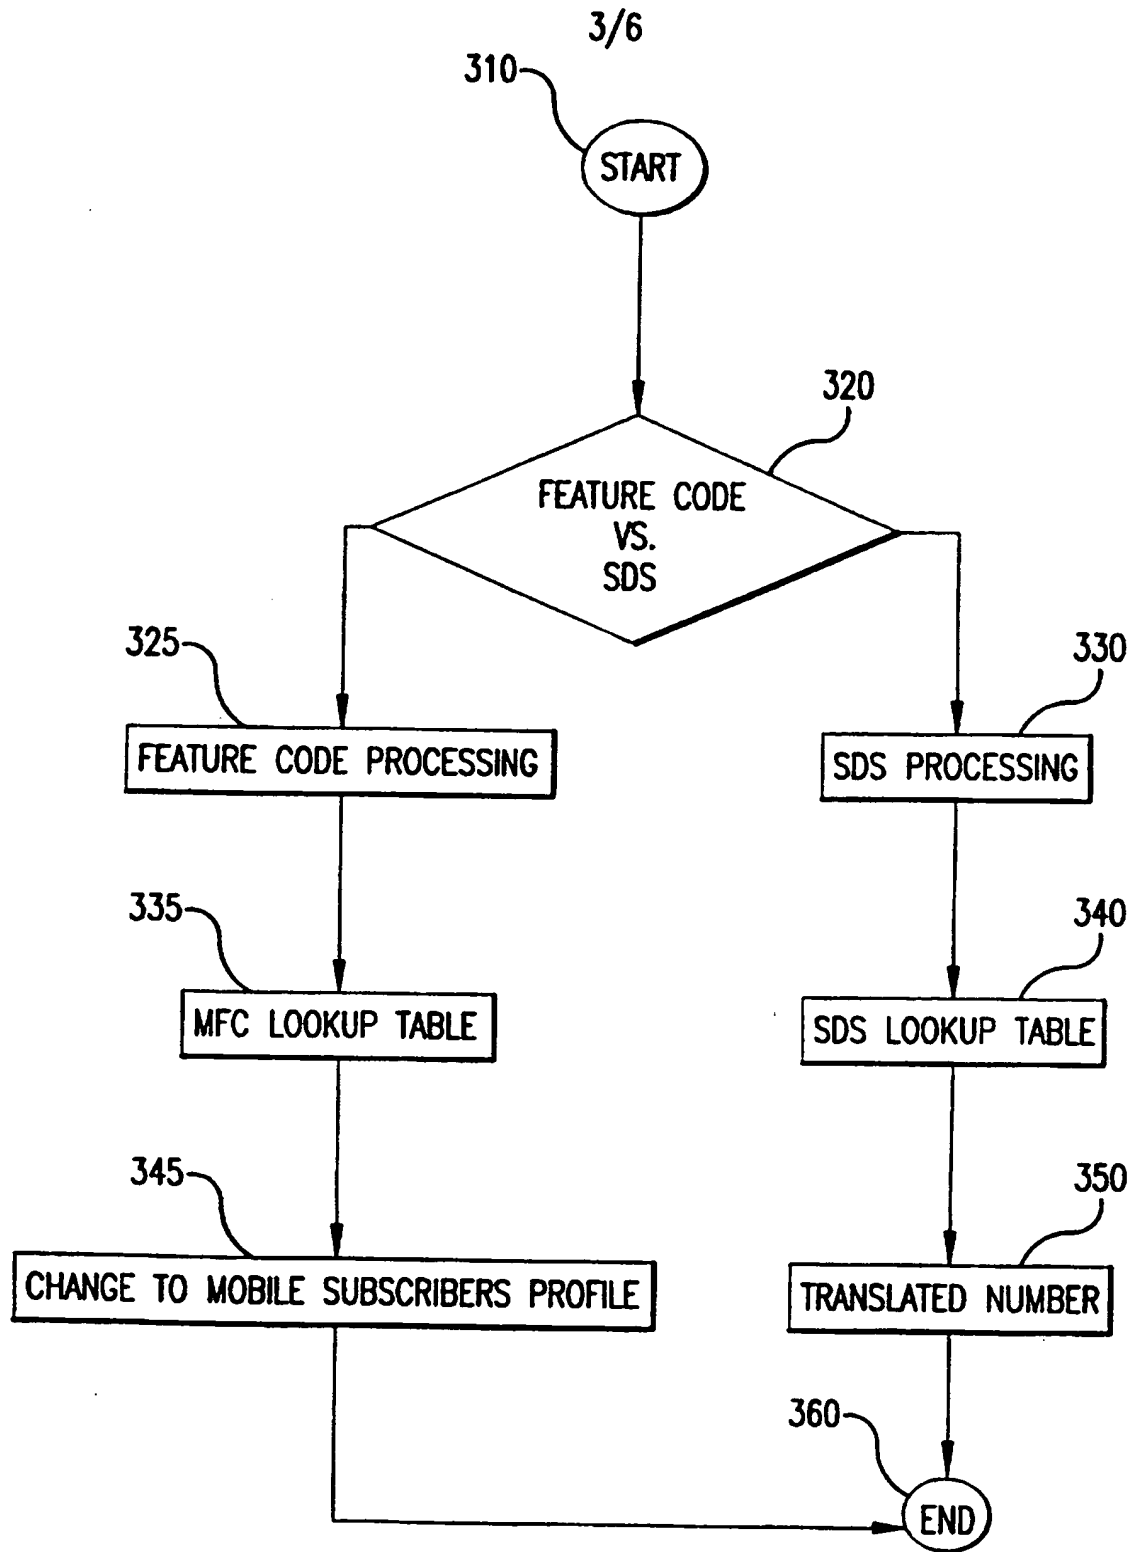 3/6
310
START
320
FEATURE CODE
VS.
SDS
325
330
FEATURE CODE PROCESSING
SDS PROCESSING
335
340
MFC LOOKUP TABLE
SDS LOOKUP TABLE
345
350
CHANGE TO MOBILE SUBSCRIBERS PROFILE
TRANSLATED NUMBER
360
END